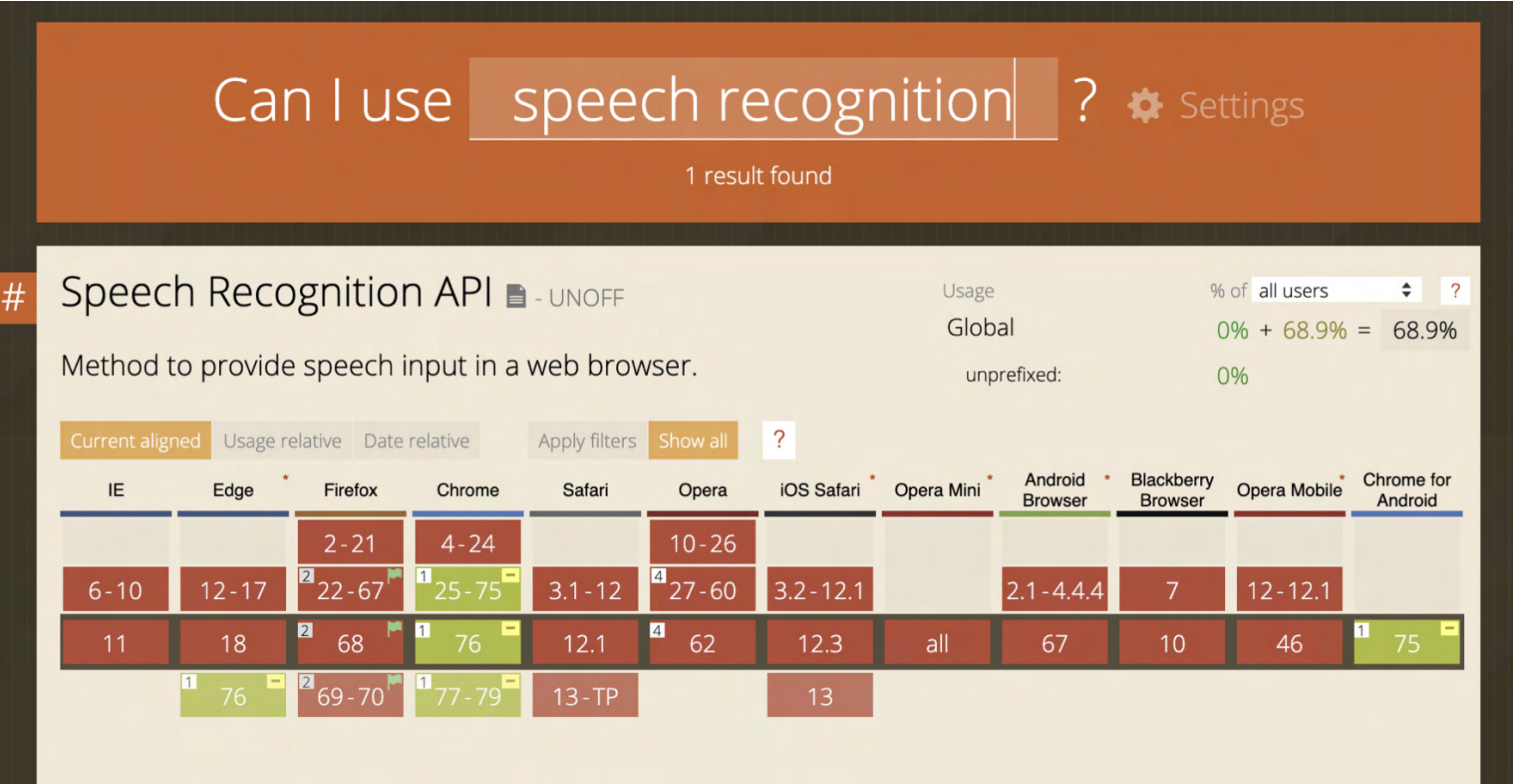 Can I use speech recognition ? Settings
1 result found
#
Speech Recognition API - UNOFF
Method to provide speech input in a web browser.
Usage % of all users ?
Global 0% + 68.9% = 68.9%
unprefixed: 0%
Current aligned Usage relative Date relative Apply filters Show all ?
IE Edge * Firefox Chrome Safari Opera iOS Safari * Opera Mini * Android Browser * Blackberry Browser Opera Mobile * Chrome for Android
2-21 4-24 10-26
6-10 12-17 2 22-67 1 25-75 3.1-12 4 27-60 3.2-12.1 2.1-4.4.4 7 12-12.1
11 18 2 68 1 76 12.1 4 62 12.3 all 67 10 46 1 75
1 76 2 69-70 1 77-79 13-TP 13